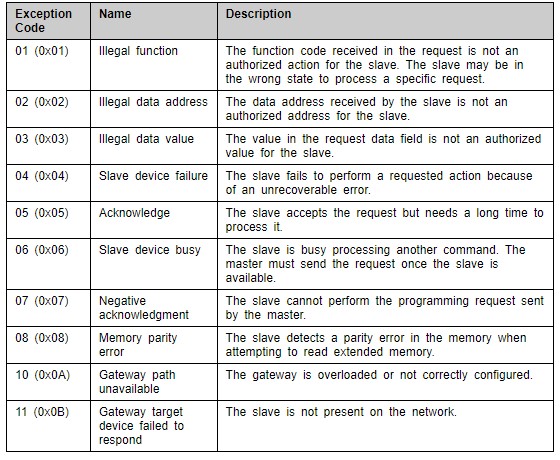 Exception Name Description
Code
01 (0x01) Illegal function The function code received in the request is not an
authorized action for the slave. The slave may be in
the wrong state to process a specific request.
02 (0x02) Illegal data address The data address received by the slave is not an
authorized address for the slave.
03 (0x03) Illegal data value The value in the request data field is not an authorized
value for the slave.
04 (0x04) Slave device failure The slave fails to perform a requested action because
of an unrecoverable error.
05 (0x05) Acknowledge The slave accepts the request but needs a long time to
process it.
06 (0x06) Slave device busy The slave is busy processing another command. The
master must send the request once the slave is
available.
07 (0x07) Negative The slave cannot perform the programming request sent
acknowledgment by the master.
08 (0x08) Memory parity The slave detects a parity error in the memory when
error attempting to read extended memory.
10 (0x0A) Gateway path The gateway is overloaded or not correctly configured.
unavailable
11 (0x0B) Gateway target The slave is not present on the network.
device failed to
respond